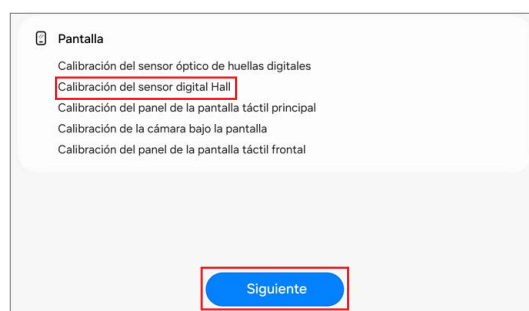 Pantalla
Calibración del sensor óptico de huellas digitales
Calibración del sensor digital Hall
Calibración del panel de la pantalla táctil principal
Calibración de la cámara bajo la pantalla
Calibración del panel de la pantalla táctil frontal
Siguiente